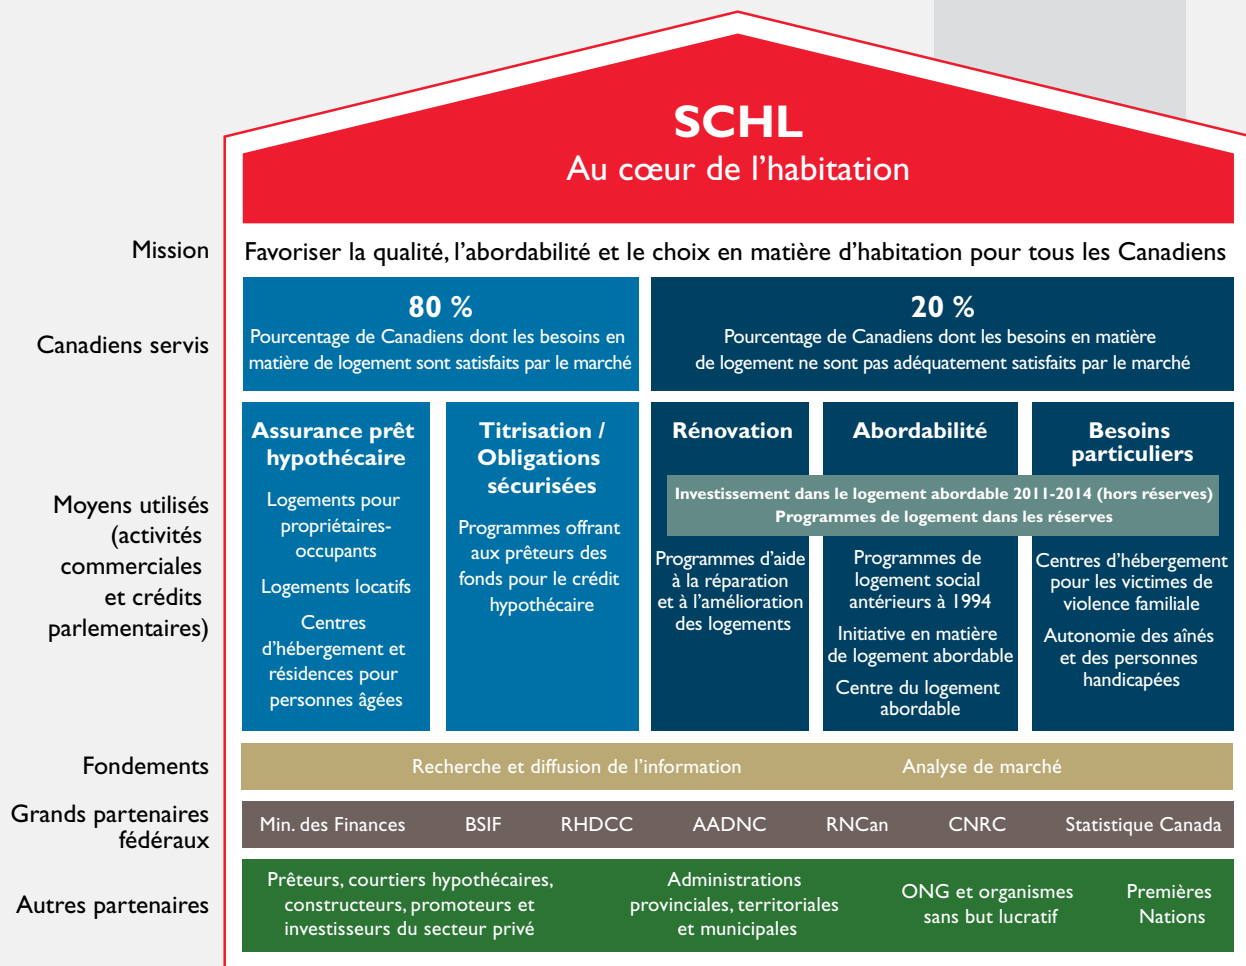 SCHL
Au cœur de l’habitation
Mission
Favoriser la qualité, l’abordabilité et le choix en matière d’habitation pour tous les Canadiens
Canadiens servis
80 %
Pourcentage de Canadiens dont les besoins en
matière de logement sont satisfaits par le marché
20 %
Pourcentage de Canadiens dont les besoins en matière
de logement ne sont pas adéquatement satisfaits par le marché
Moyens utilisés
(activités
commerciales
et crédits
parlementaires)
Assurance prêt
hypothécaire
Logements pour
propriétaires-
occupants
Logements locatifs
Centres
d’hébergement et
résidences pour
personnes âgées
Titrisation /
Obligations
sécurisées
Programmes offrant
aux prêteurs des
fonds pour le crédit
hypothécaire
Rénovation
Abordabilité
Besoins
particuliers
Investissement dans le logement abordable 2011-2014 (hors réserves)
Programmes de logement dans les réserves
Programmes d’aide
à la réparation
et à l’amélioration
des logements
Programmes de
logement social
antérieurs à 1994
Initiative en matière
de logement abordable
Centre du logement
abordable
Centres d’hébergement
pour les victimes de
violence familiale
Autonomie des aînés
et des personnes
handicapées
Fondements
Recherche et diffusion de l’information
Analyse de marché
Grands partenaires
fédéraux
Min. des Finances
BSIF
RHDCC
AADNC
RNCan
CNRC
Statistique Canada
Autres partenaires
Prêteurs, courtiers hypothécaires,
constructeurs, promoteurs et
investisseurs du secteur privé
Administrations
provinciales, territoriales
et municipales
ONG et organismes
sans but lucratif
Premières
Nations